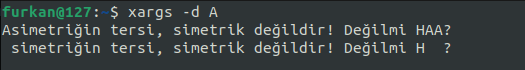 furkan@127:~$ xargs -d A
Asimetriğin tersi, simetrik değildir! Değilmi HAA?
 simetriğin tersi, simetrik değildir! Değilmi H  ?